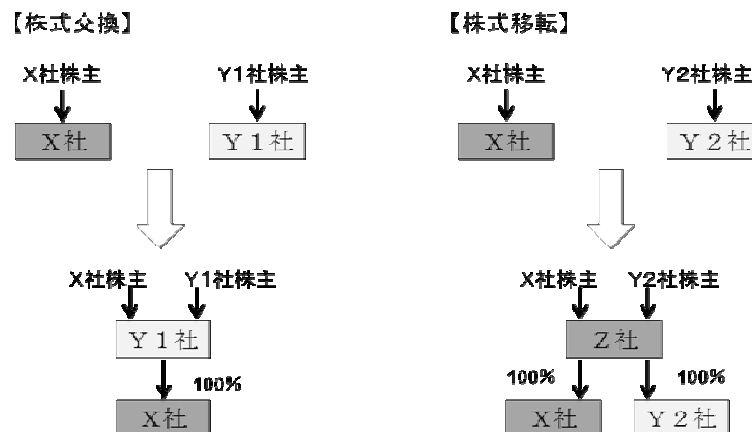 【株式交換】
X社株主
Y1社株主
X社
Y1社
X社株主
Y1社株主
Y1社
100%
X社
【株式移転】
X社株主
Y2社株主
X社
Y2社
X社株主
Y2社株主
Z社
100%
100%
X社
Y2社